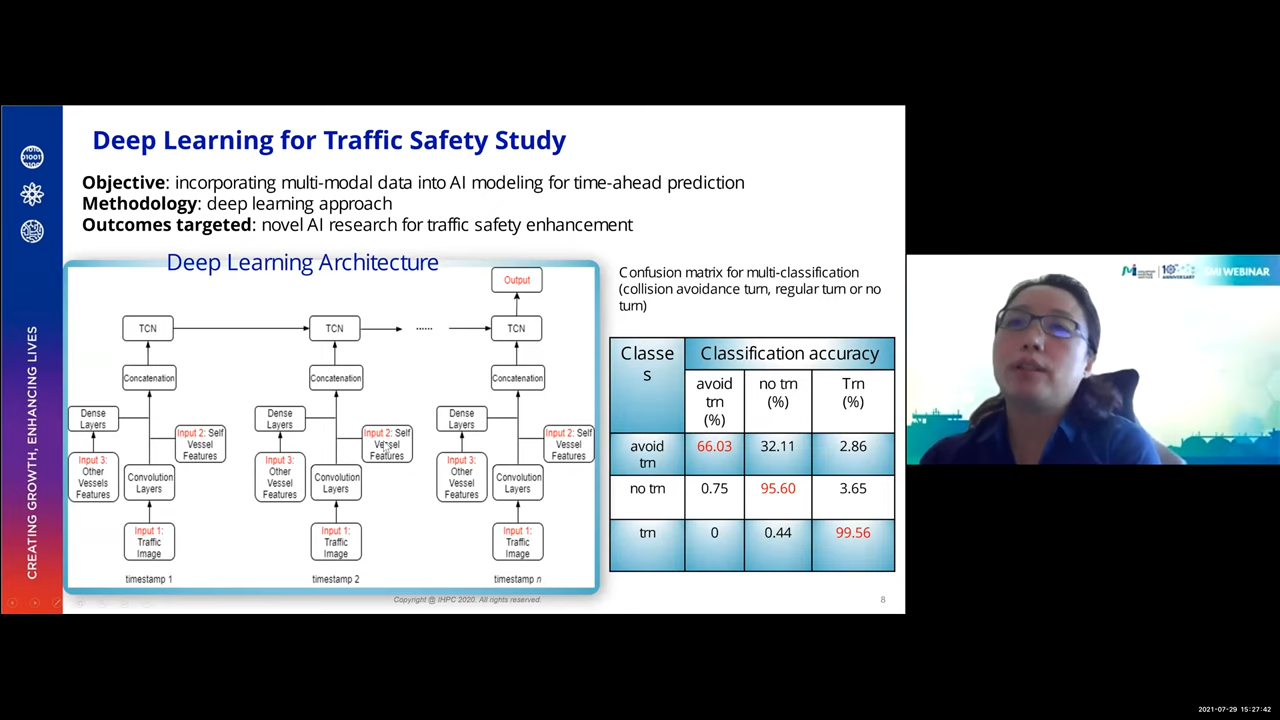 Deep Learning for Traffic Safety Study
Objective: incorporating multi-modal data into AI modeling for time-ahead prediction
Methodology: deep learning approach
Outcomes targeted: novel AI research for traffic safety enhancement
CREATING GROWTH, ENHANCING LIVES
Deep Learning Architecture
Output
TCN
TCN
......
TCN
Concatenation
Concatenation
Concatenation
Dense
Layers
Input 2: Self
Vessel
Features
Dense
Layers
Input 2: Self
Vessel
Features
Dense
Layers
Input 2: Self
Vessel
Features
Input 3:
Other
Vessels
Features
Convolution
Layers
Input 3:
Other
Vessels
Features
Convolution
Layers
Input 3:
Other
Vessels
Features
Convolution
Layers
Input 1:
Traffic
Image
Input 1:
Traffic
Image
Input 1:
Traffic
Image
timestamp 1
timestamp 2
timestamp n
Confusion matrix for multi-classification
(collision avoidance turn, regular turn or no
turn)
Classe
s
Classification accuracy
avoid
trn
(%)
no trn
(%)
Trn
(%)
avoid
trn
66.03
32.11
2.86
no trn
0.75
95.60
3.65
trn
0
0.44
99.56
Copyright @ IHPC 2020. All rights reserved.
8
ANNIVERSARY
SMI WEBINAR
2021-07-29 15:27:42